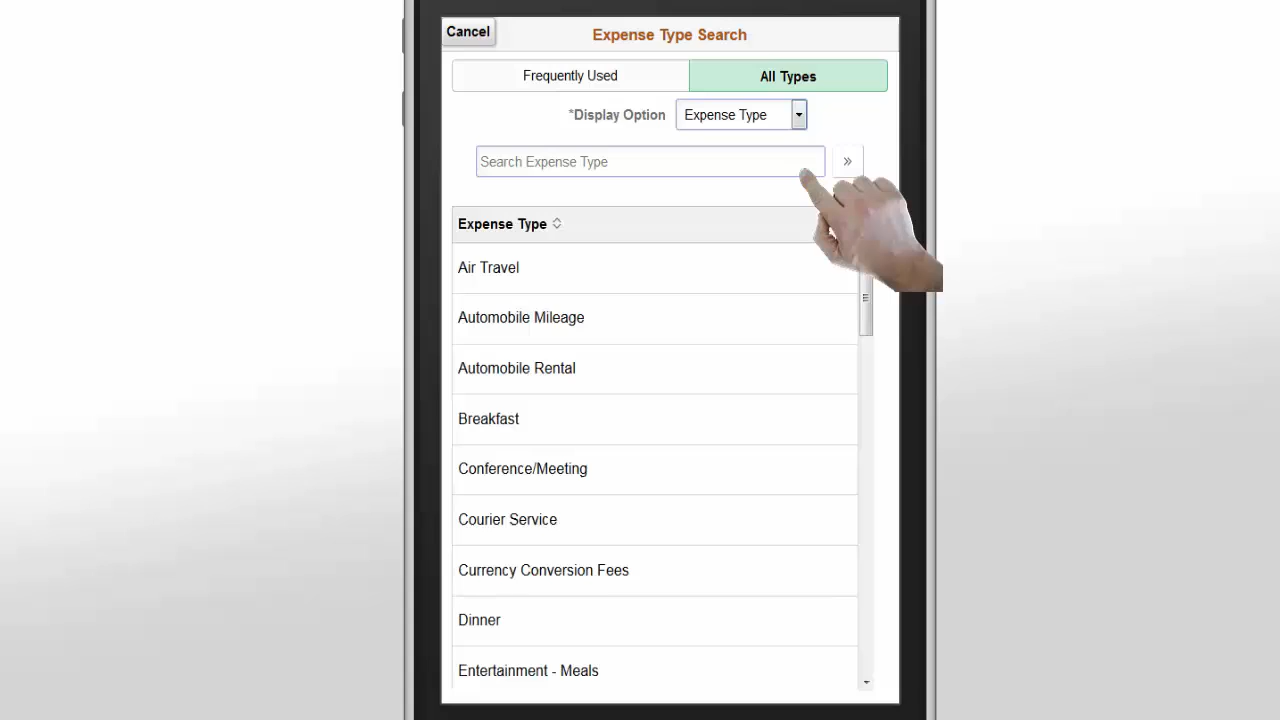 Cancel
Expense Type Search
Frequently Used
All Types
*Display Option
Expense Type
Search Expense Type
»
Expense Type
Air Travel
Automobile Mileage
Automobile Rental
Breakfast
Conference/Meeting
Courier Service
Currency Conversion Fees
Dinner
Entertainment - Meals